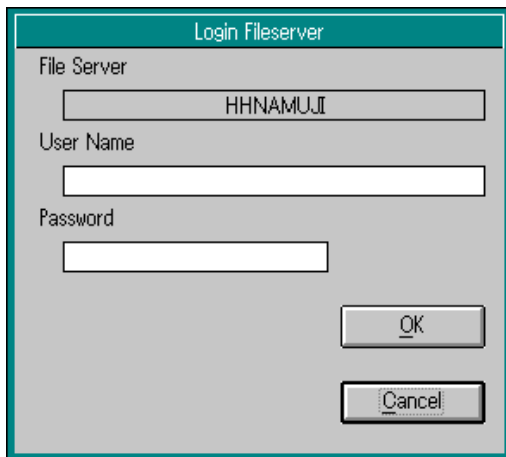 Login Fileserver
File Server
HHNAMUJI
User Name
Password
OK
Cancel